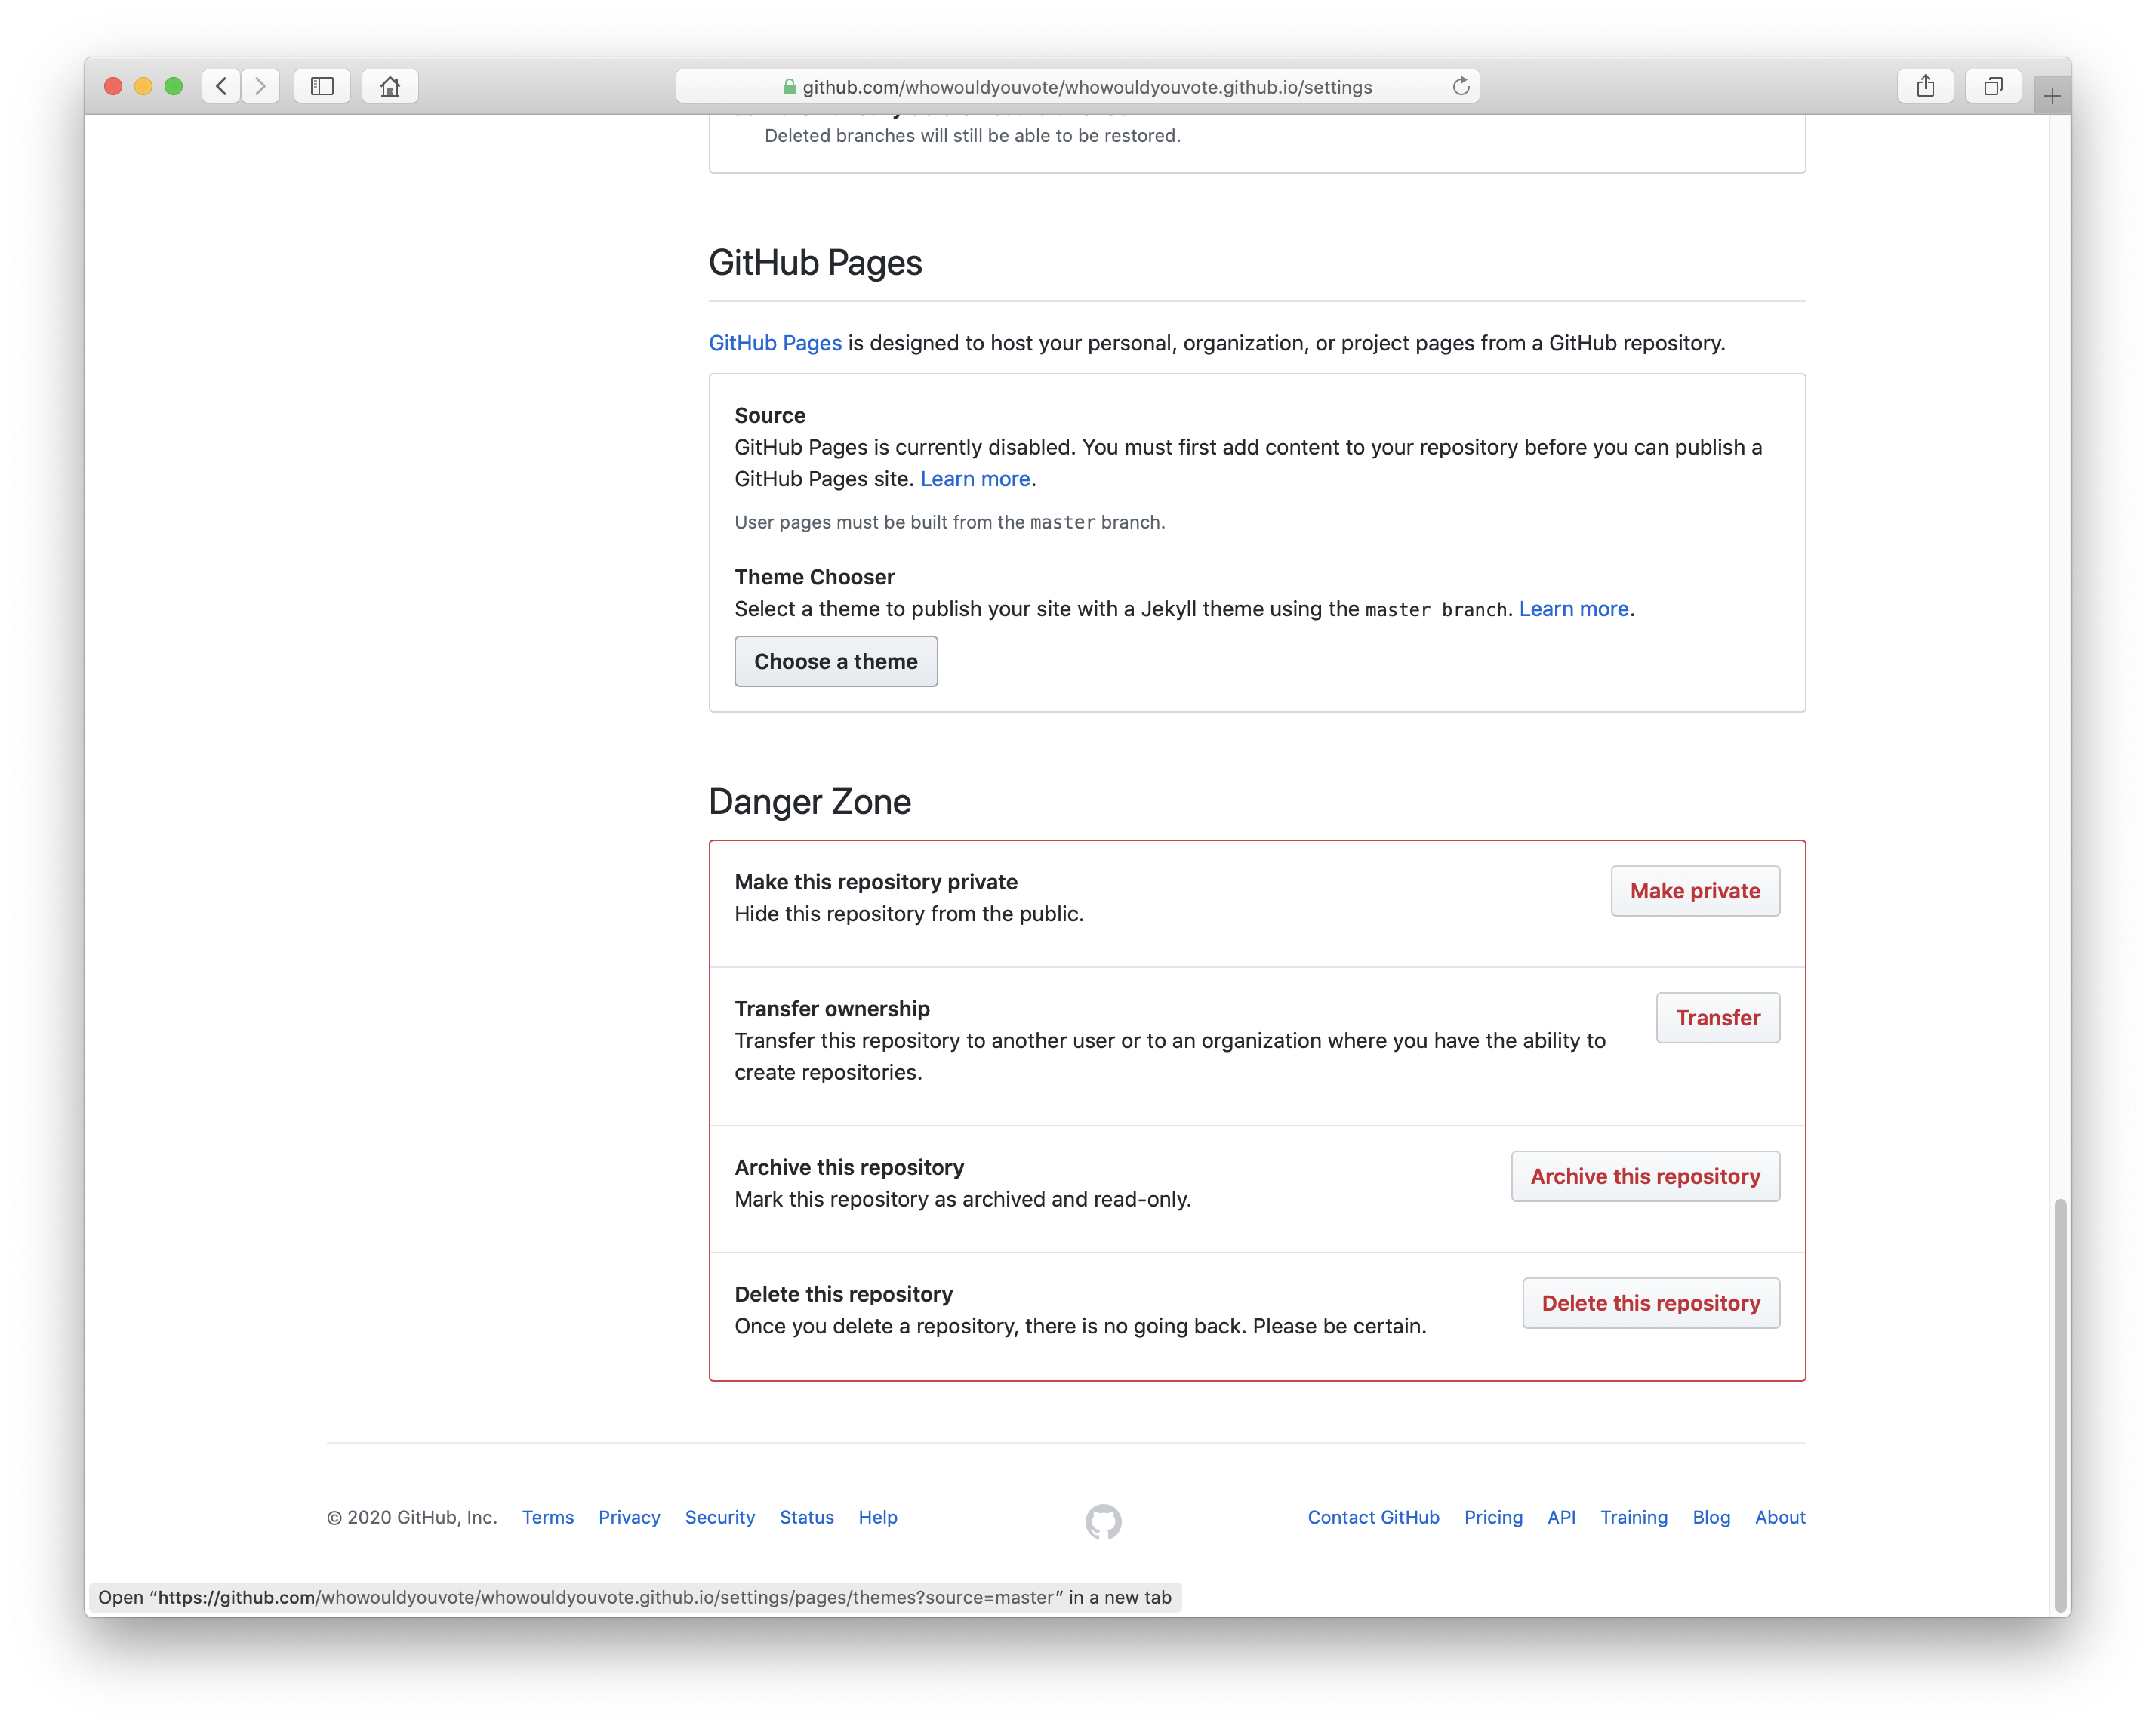 github.com/whowouldyouvote/whowouldyouvote.github.io/settings
Deleted branches will still be able to be restored.
GitHub Pages
GitHub Pages is designed to host your personal, organization, or project pages from a GitHub repository.
Source
GitHub Pages is currently disabled. You must first add content to your repository before you can publish a
GitHub Pages site. Learn more.
User pages must be built from the master branch.
Theme Chooser
Select a theme to publish your site with a Jekyll theme using the master branch. Learn more.
Choose a theme
Danger Zone
Make this repository private
Hide this repository from the public.
Make private
Transfer ownership
Transfer this repository to another user or to an organization where you have the ability to
create repositories.
Transfer
Archive this repository
Mark this repository as archived and read-only.
Archive this repository
Delete this repository
Once you delete a repository, there is no going back. Please be certain.
Delete this repository
© 2020 GitHub, Inc. Terms Privacy Security Status Help Contact GitHub Pricing API Training Blog About
Open “https://github.com/whowouldyouvote/whowouldyouvote.github.io/settings/pages/themes?source=master” in a new tab